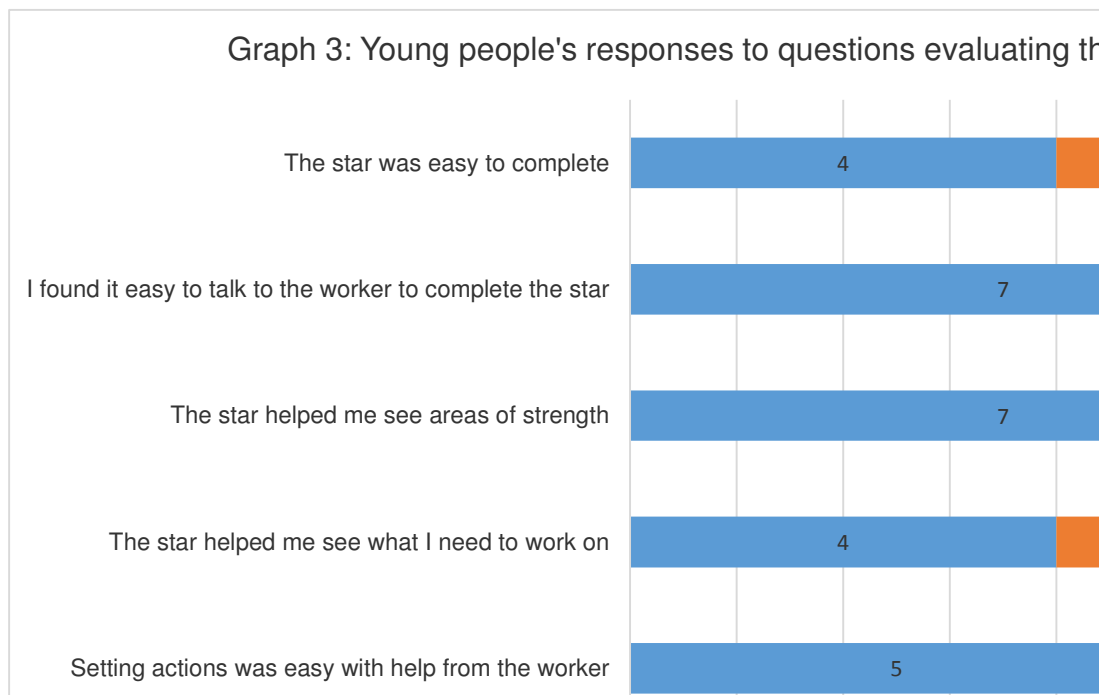 Graph 3: Young people's responses to questions evaluating th
The star was easy to complete
4
I found it easy to talk to the worker to complete the star
7
The star helped me see areas of strength
7
The star helped me see what I need to work on
4
Setting actions was easy with help from the worker
5